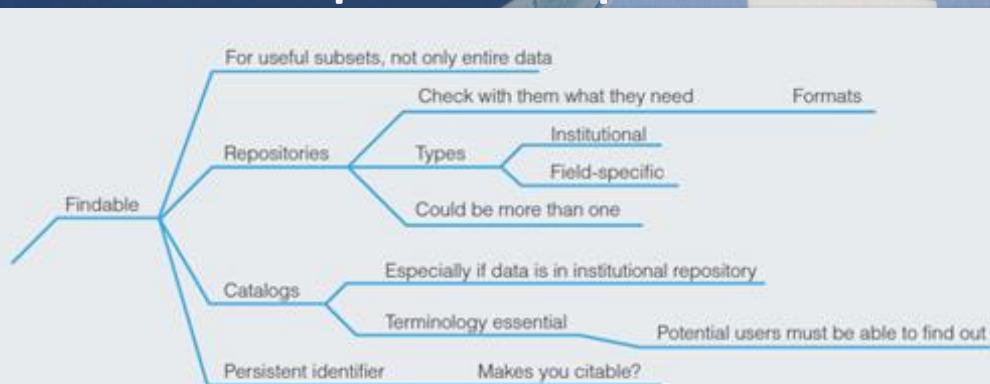 For useful subsets, not only entire data
Check with them what they need
Formats
Institutional
Repositories
Types
Field-specific
Findable
Could be more than one
Especially if data is in institutional repository
Catalogs
Terminology essential
Potential users must be able to find out
Persistent identifier
Makes you citable?